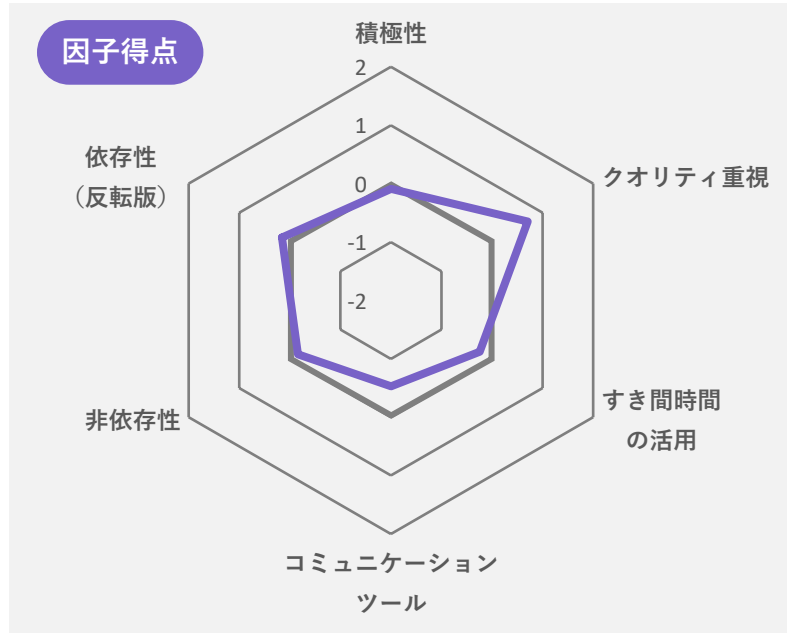 因子得点
積極性
2
1
0
-1
-2
クオリティ重視
すき間時間
の活用
コミュニケーション
ツール
非依存性
依存性
（反転版）